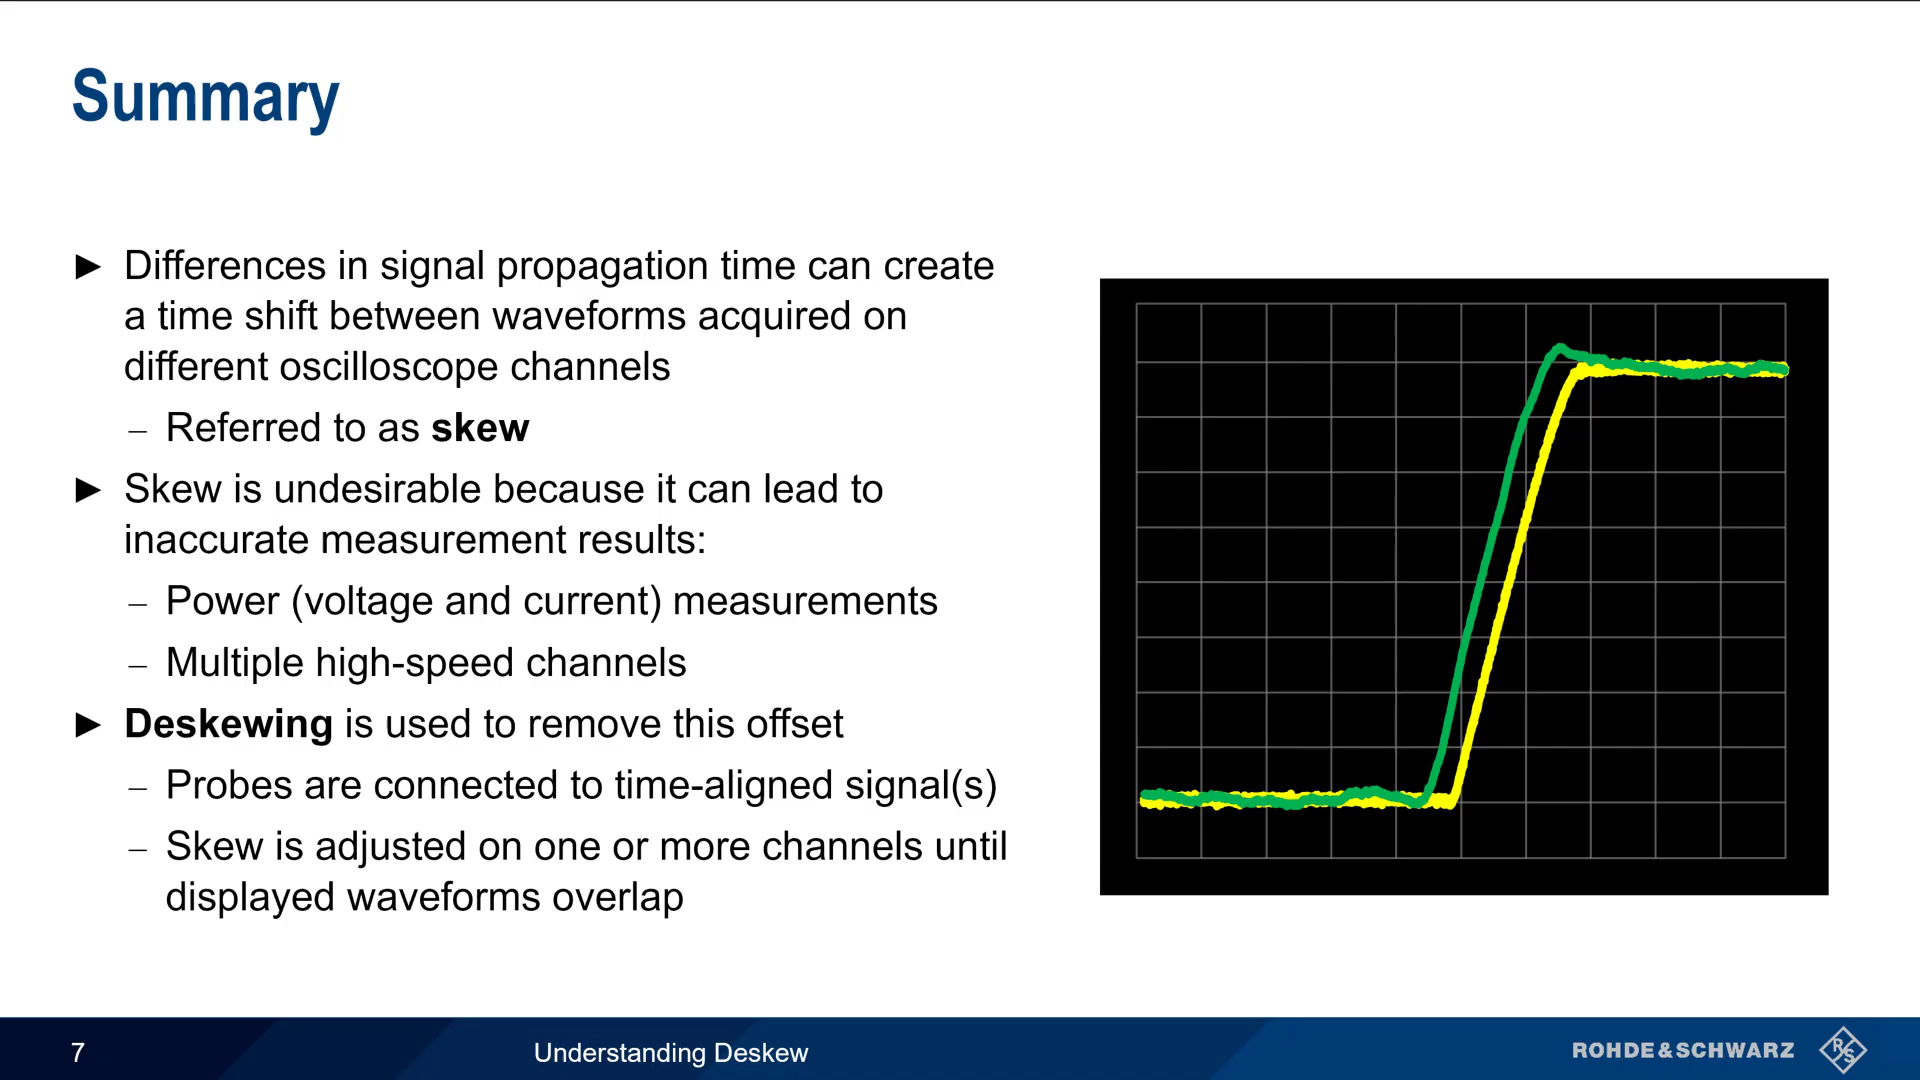 Summary
► Differences in signal propagation time can create
a time shift between waveforms acquired on
different oscilloscope channels
– Referred to as skew
► Skew is undesirable because it can lead to
inaccurate measurement results:
– Power (voltage and current) measurements
– Multiple high-speed channels
► Deskewing is used to remove this offset
– Probes are connected to time-aligned signal(s)
– Skew is adjusted on one or more channels until
displayed waveforms overlap
7
Understanding Deskew
ROHDE&SCHWARZ
R&S